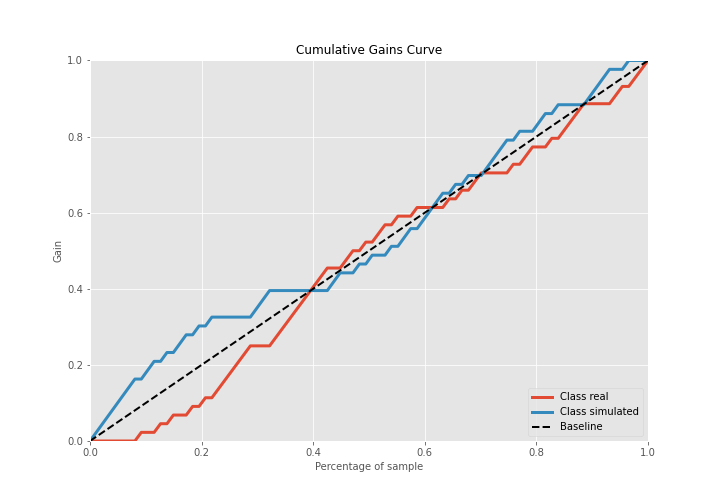 Cumulative Gains Curve
Gain
1.0
0.8
0.6
0.4
0.2
0.0
0.0 0.2 0.4 0.6 0.8 1.0
Percentage of sample
Class real
Class simulated
Baseline